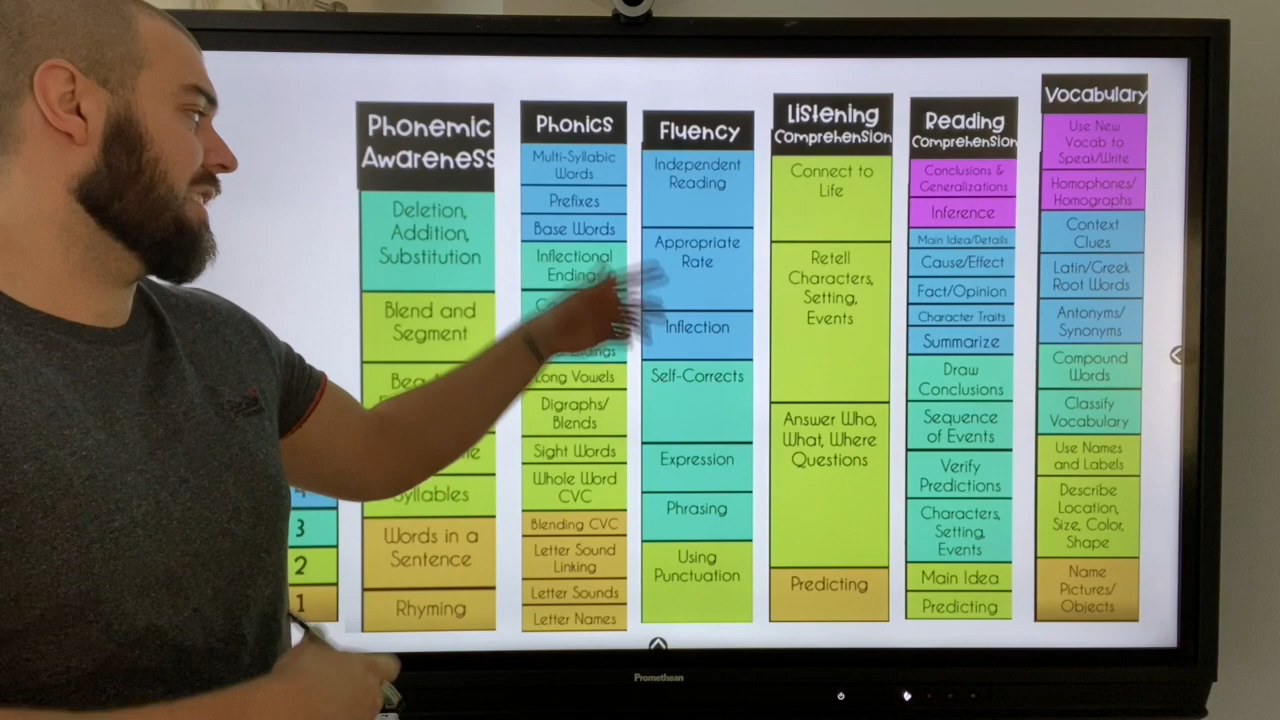 Phonemic
Awareness
Deletion,
Addition,
Substitution
Blend and
Segment
Syllables
Words in a
Sentence
Rhyming
4
3
2
1
Phonics
Multi-Syllabic
Words
Prefixes
Base Words
Inflectional
Endings
Long Vowels
Digraphs/
Blends
Sight Words
Whole Word
CVC
Blending CVC
Letter Sound
Linking
Letter Sounds
Letter Names
Fluency
Independent
Reading
Appropriate
Rate
Inflection
Self-Corrects
Expression
Phrasing
Using
Punctuation
Listening
Comprehension
Connect to
Life
Retell
Characters,
Setting,
Events
Answer Who,
What, Where
Questions
Predicting
Reading
Comprehension
Conclusions &
Generalizations
Inference
Main Idea/Details
Cause/Effect
Fact/Opinion
Character Traits
Summarize
Draw
Conclusions
Sequence
of Events
Verify
Predictions
Characters,
Setting,
Events
Main Idea
Predicting
Vocabulary
Use New
Vocab to
Speak/Write
Homophones/
Homographs
Context
Clues
Latin/Greek
Root Words
Antonyms/
Synonyms
Compound
Words
Classify
Vocabulary
Use Names
and Labels
Describe
Location,
Size, Color,
Shape
Name
Pictures/
Objects
Promethean